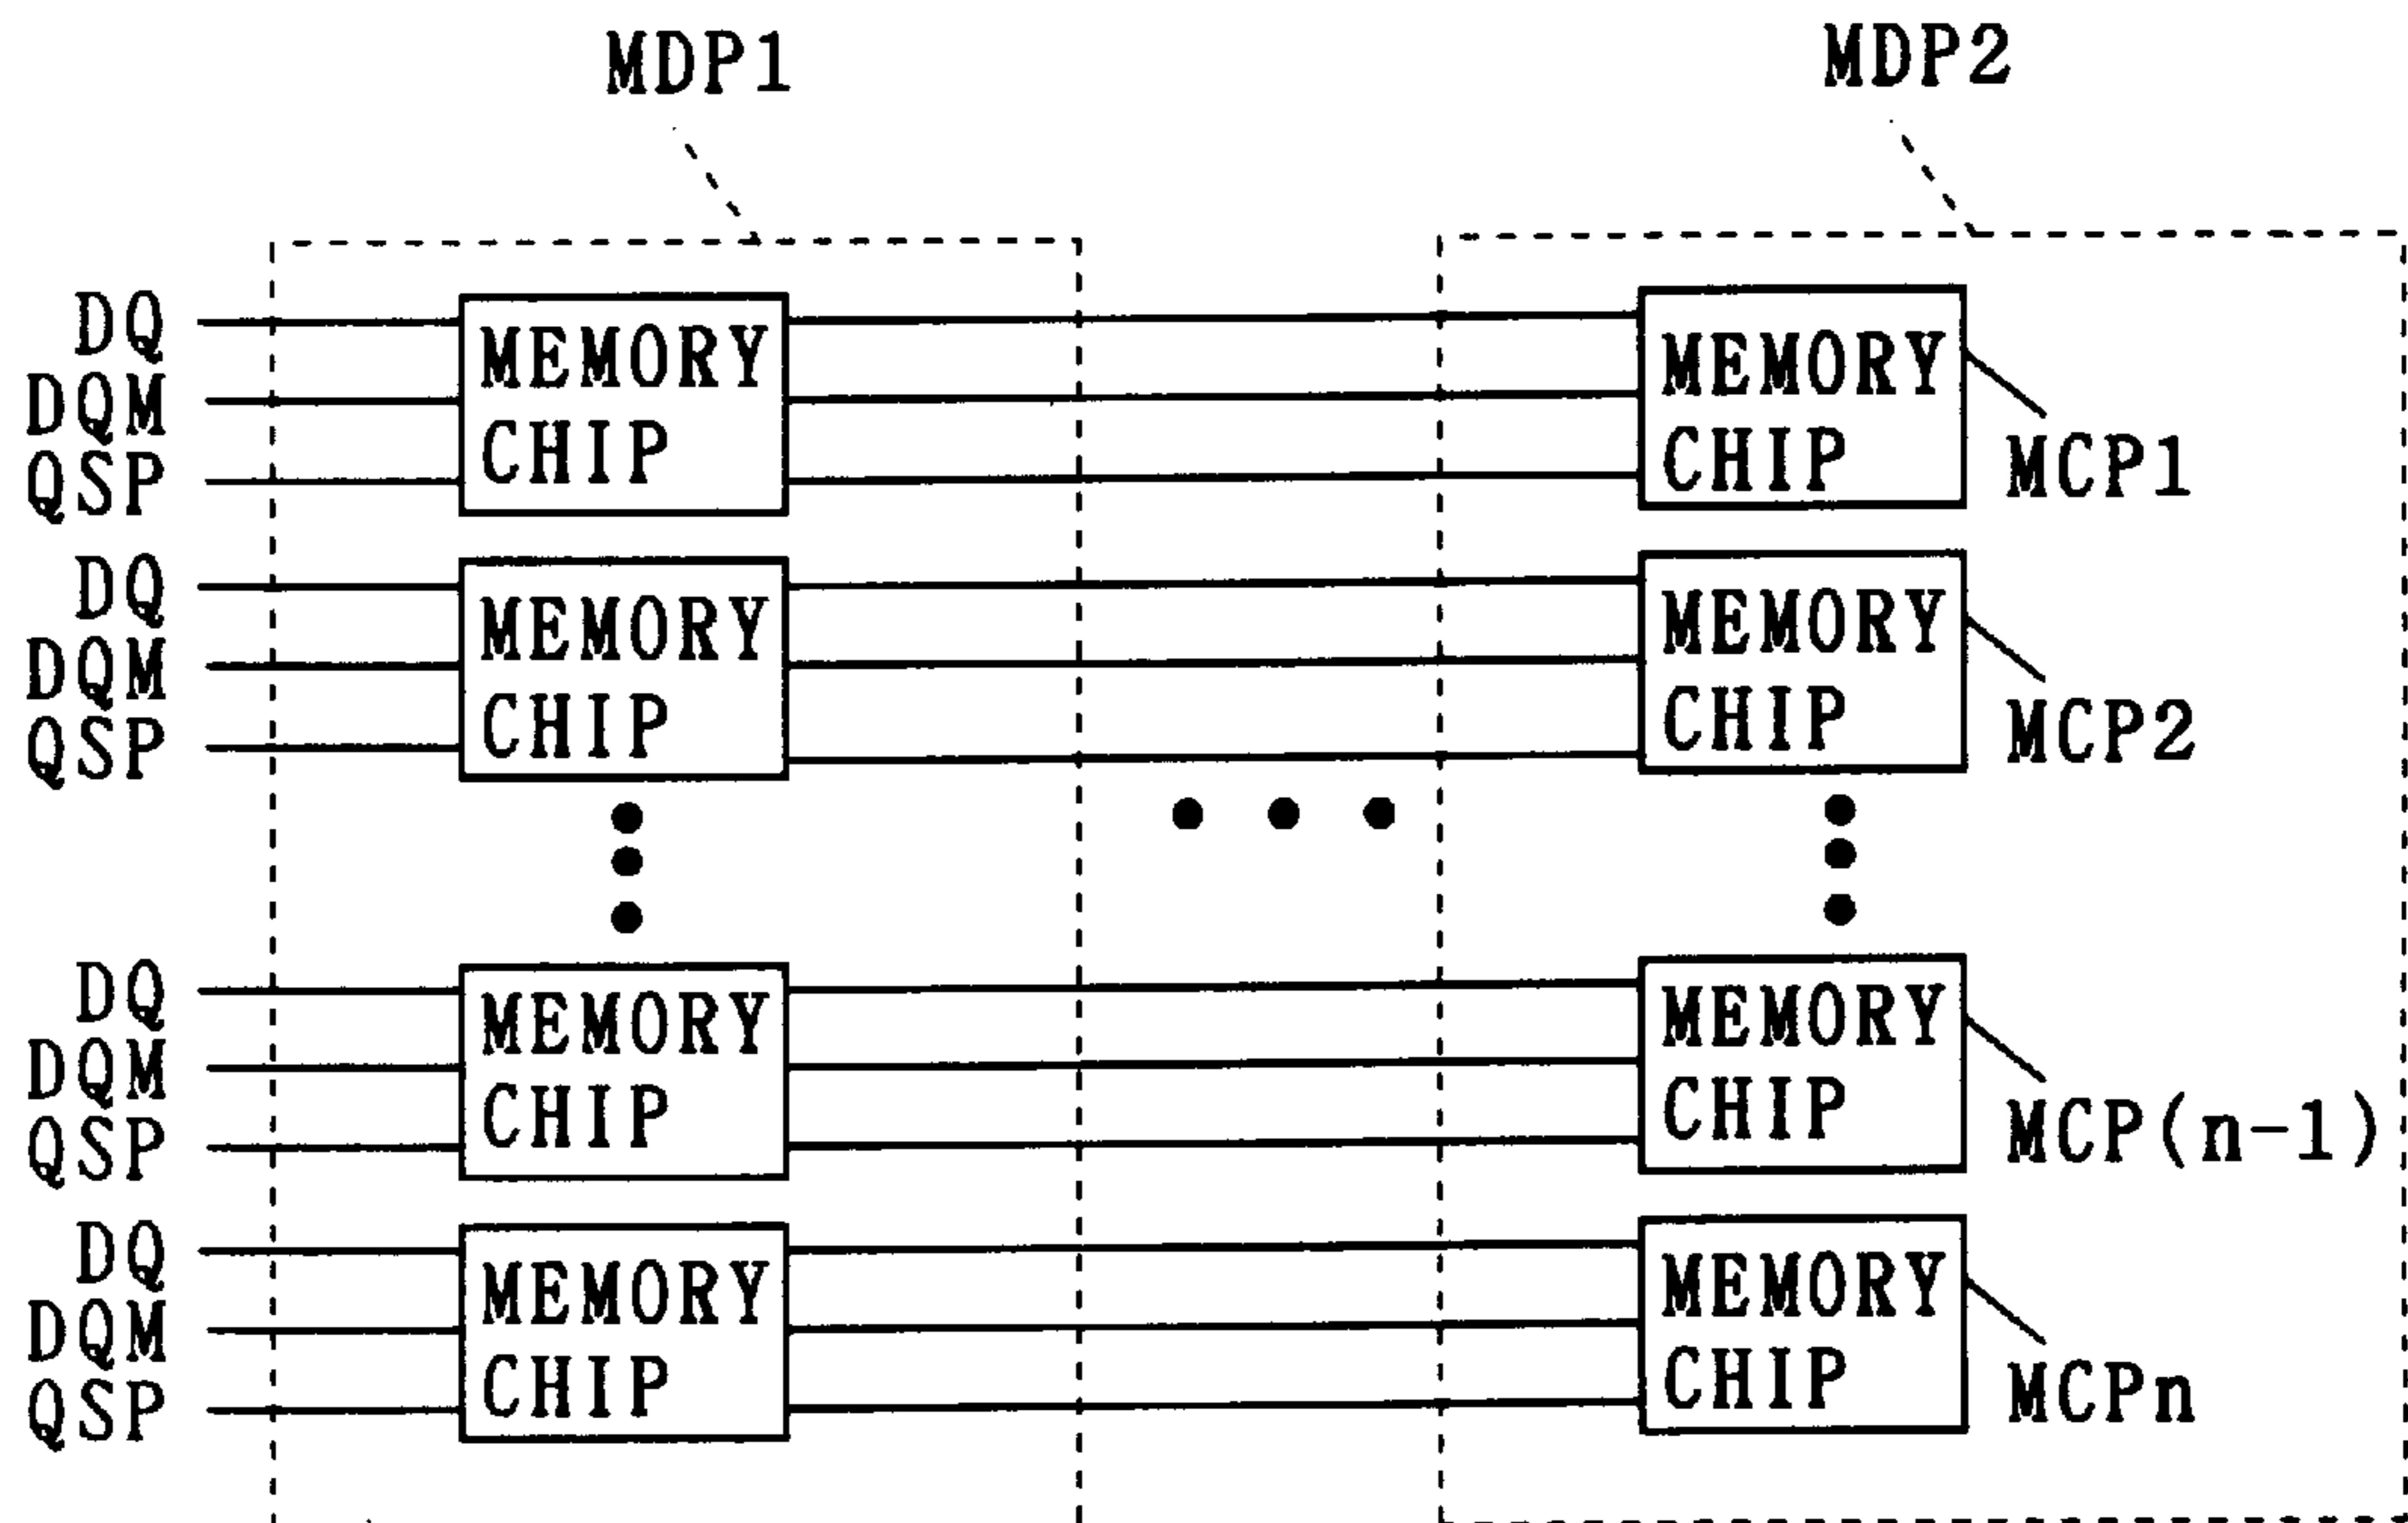 MDP1
MDP2
DQ
DQM
QSP
MEMORY
CHIP
MEMORY
CHIP
MCP1
DQ
DQM
QSP
MEMORY
CHIP
MEMORY
CHIP
MCP2
DQ
DQM
QSP
MEMORY
CHIP
MEMORY
CHIP
MCP(n-1)
DQ
DQM
QSP
MEMORY
CHIP
MEMORY
CHIP
MCPn